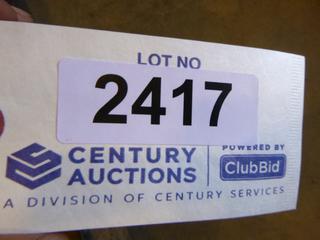 LOT NO
2417
CENTURY
AUCTIONS
POWERED BY
ClubBid
A DIVISION OF CENTURY SERVICES